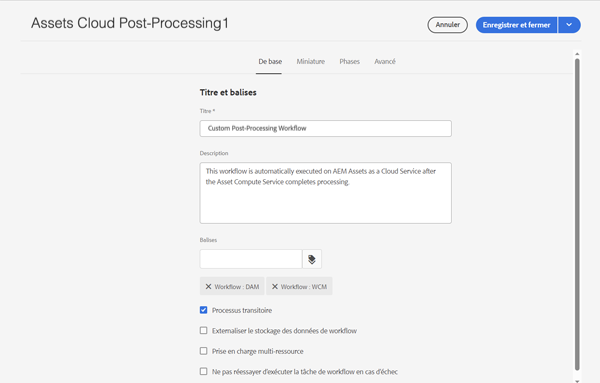 Assets Cloud Post-Processing1
Annuler
Enregistrer et fermer
De base
Miniature
Phases
Avancé
Titre et balises
Titre *
Custom Post-Processing Workflow
Description
This workflow is automatically executed on AEM Assets as a Cloud Service after
the Asset Compute Service completes processing.
Balises
Workflow : DAM
Workflow : WCM
Processus transitoire
Externaliser le stockage des données de workflow
Prise en charge multi-ressource
Ne pas réessayer d'exécuter la tâche de workflow en cas d'échec